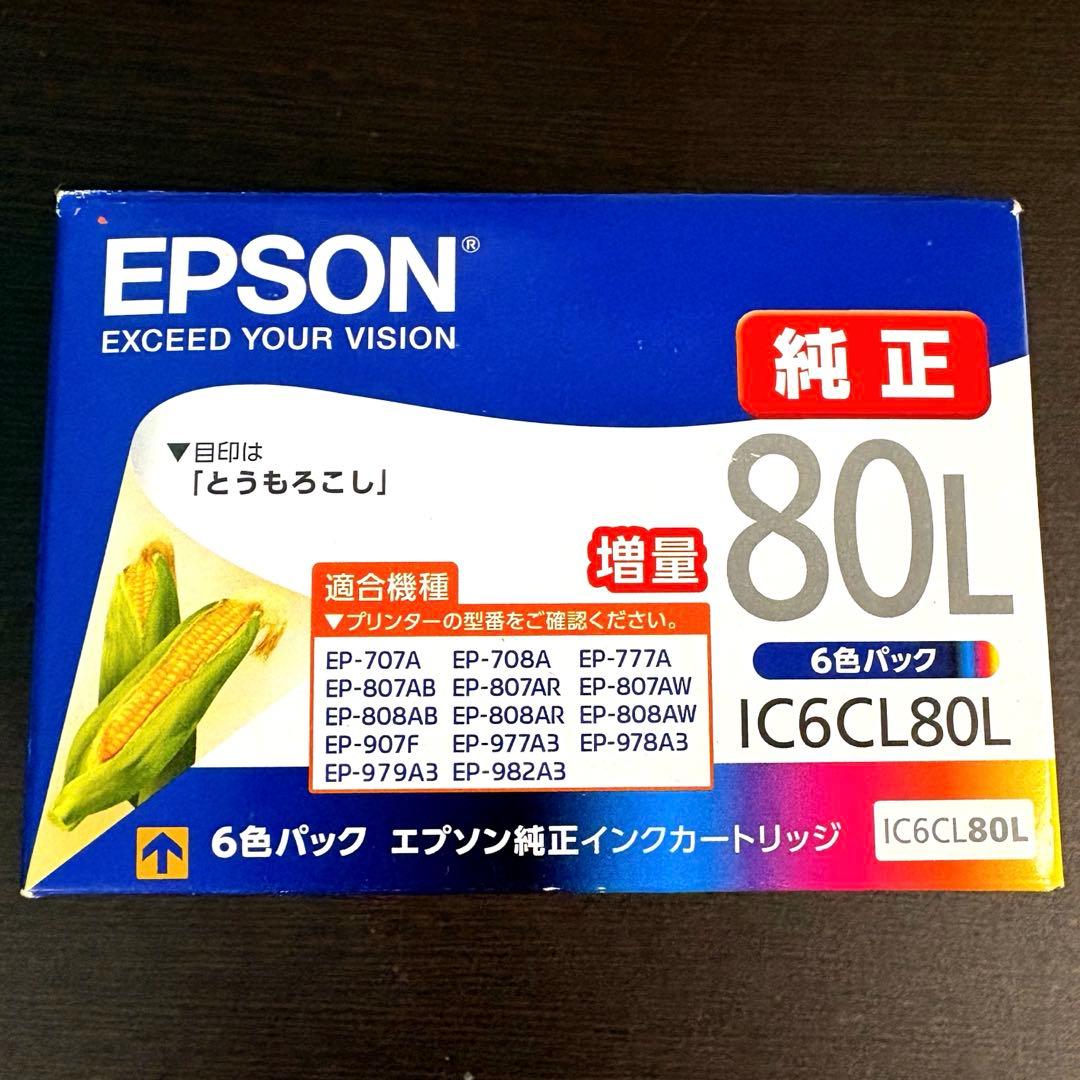 EPSON®
EXCEED YOUR VISION
純正
▼目印は
「とうもろこし」
80L
増量
適合機種
▼プリンターの型番をご確認ください。
EP-707A EP-708A EP-777A
EP-807AB EP-807AR EP-807AW
EP-808AB EP-808AR EP-808AW
EP-907F EP-977A3 EP-978A3
EP-979A3 EP-982A3
6色パック
IC6CL80L
6色パック エプソン純正インクカートリッジ
IC6CL80L